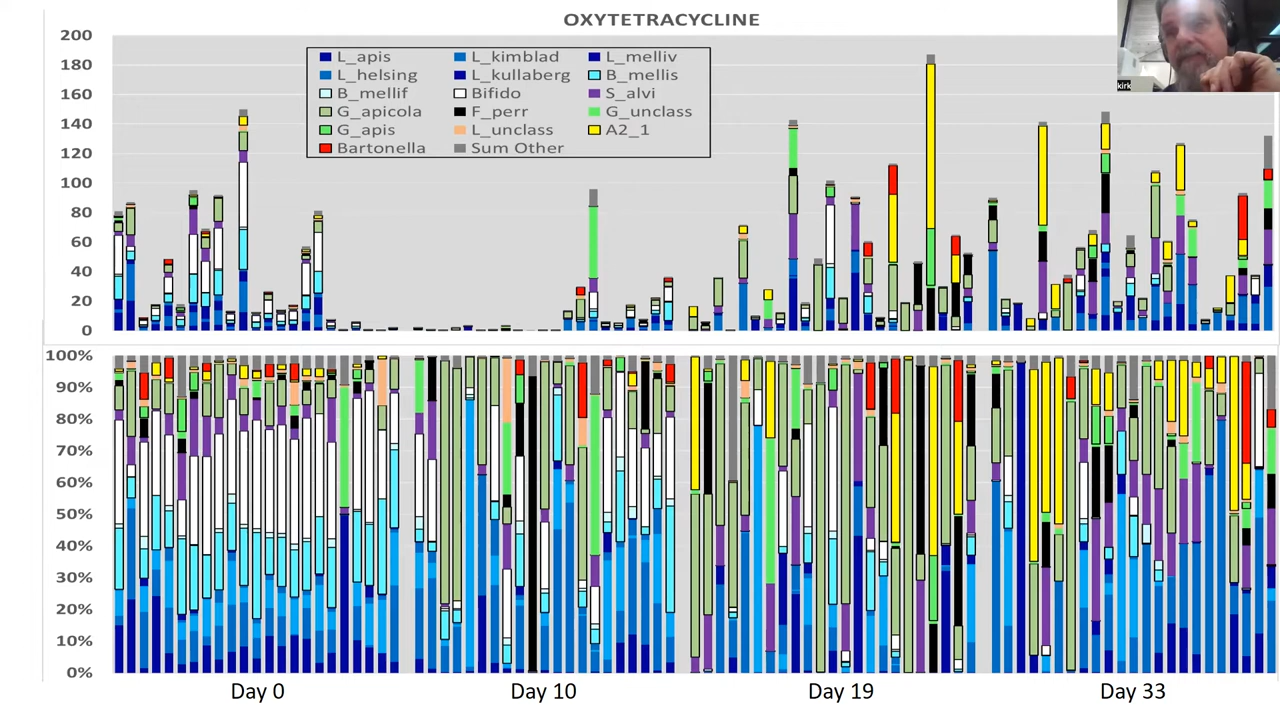 OXYTETRACYCLINE
200
180
160
140
120
100
80
60
40
20
0
L_apis L_kimblad L_melliv
L_helsing L_kullaberg B_mellis
B_mellif Bifido S_alvi
G_apicola F_perr G_unclass
G_apis L_unclass A2_1
Bartonella Sum Other
kirk
100%
90%
80%
70%
60%
50%
40%
30%
20%
10%
0%
Day 0 Day 10 Day 19 Day 33